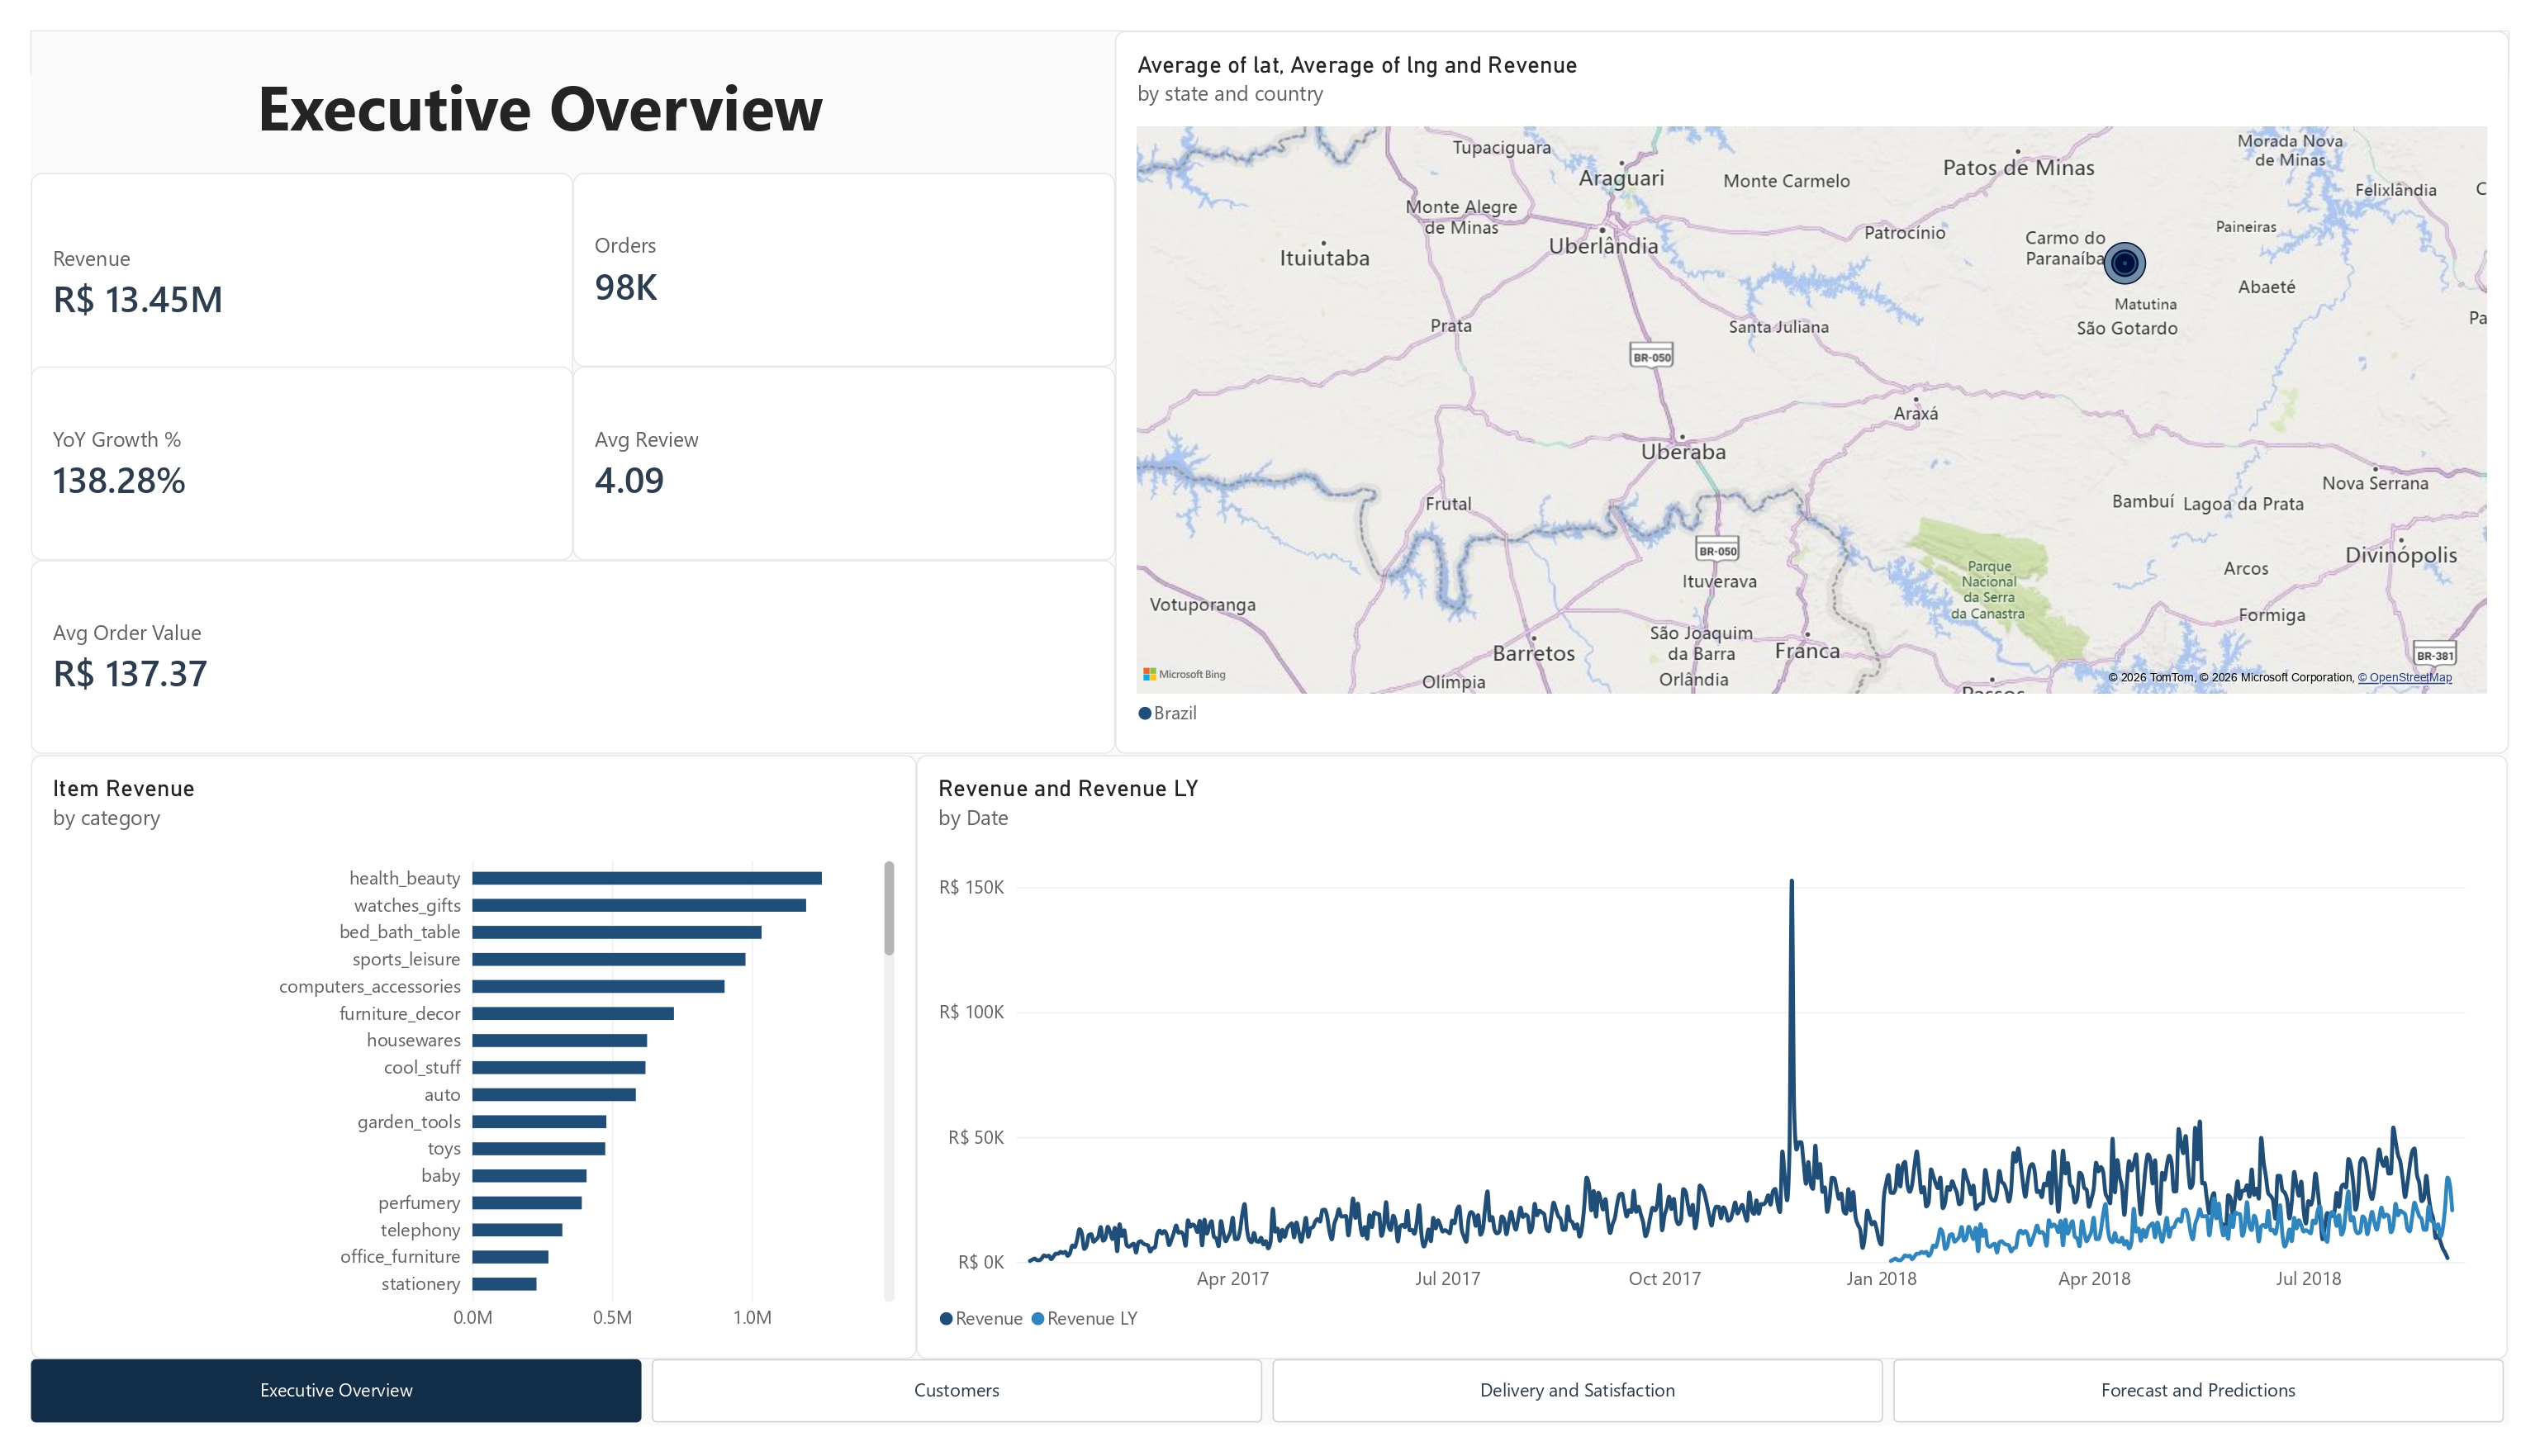 Executive Overview
Revenue
R$ 13.45M
Orders
98K
YoY Growth %
138.28%
Avg Review
4.09
Avg Order Value
R$ 137.37
Average of lat, Average of lng and Revenue
by state and country
Tupaciguara
Araguari
Monte Carmelo
Patos de Minas
Morada Nova
de Minas
Felixlândia
C
Monte Alegre
de Minas
Uberlândia
Ituiutaba
Patrocínio
Carmo do
Paranaíba
Paineiras
Abaeté
Matutina
São Gotardo
Pa
Prata
Santa Juliana
BR-050
Araxá
Uberaba
Nova Serrana
Frutal
Bambuí
Lagoa da Prata
BR-050
Divinópolis
Ituverava
Parque
Nacional
da Serra
da Canastra
Arcos
Votuporanga
Formiga
São Joaquim
da Barra
Barretos
Franca
BR-381
Olímpia
Orlândia
Passos
Microsoft Bing
© 2026 TomTom, © 2026 Microsoft Corporation, © OpenStreetMap
Brazil
Item Revenue
by category
health_beauty
watches_gifts
bed_bath_table
sports_leisure
computers_accessories
furniture_decor
housewares
cool_stuff
auto
garden_tools
toys
baby
perfumery
telephony
office_furniture
stationery
0.0M 0.5M 1.0M
Revenue and Revenue LY
by Date
R$ 150K
R$ 100K
R$ 50K
R$ 0K
Apr 2017 Jul 2017 Oct 2017 Jan 2018 Apr 2018 Jul 2018
Revenue Revenue LY
Executive Overview
Customers
Delivery and Satisfaction
Forecast and Predictions